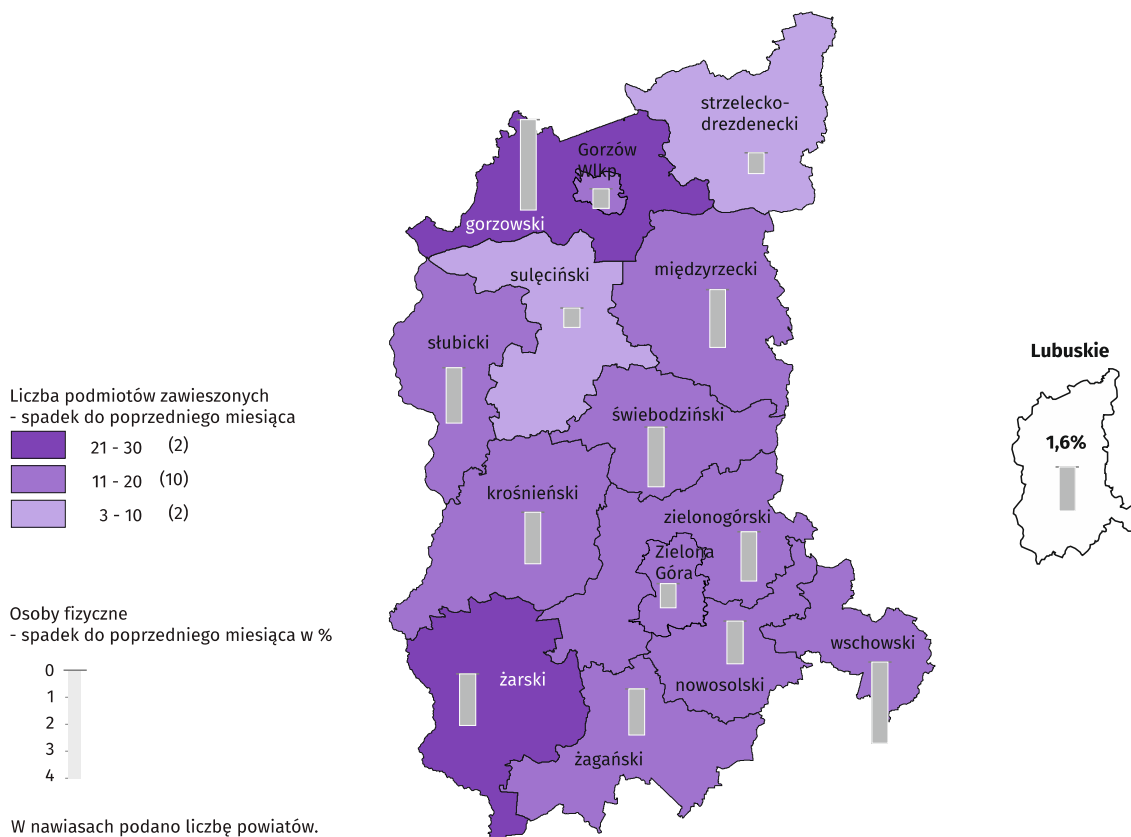 strzelecko-
drezdenecki
Gorzów
Wlkp.
gorzowski
sulęciński
międzyrzecki
słubicki
Lubuskie
1,6%
Liczba podmiotów zawieszonych
- spadek do poprzedniego miesiąca
21 - 30 (2)
11 - 20 (10)
3 - 10 (2)
świebodziński
krośnieński
zielonogórski
Zielona
Góra
Osoby fizyczne
- spadek do poprzedniego miesiąca w %
0
1
2
3
4
wschowski
żarski
nowosolski
żagański
W nawiasach podano liczbę powiatów.